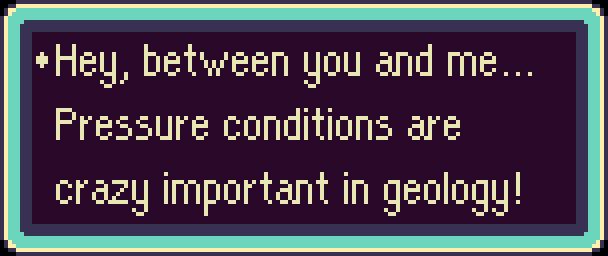 •Hey, between you and me...
Pressure conditions are
crazy important in geology!